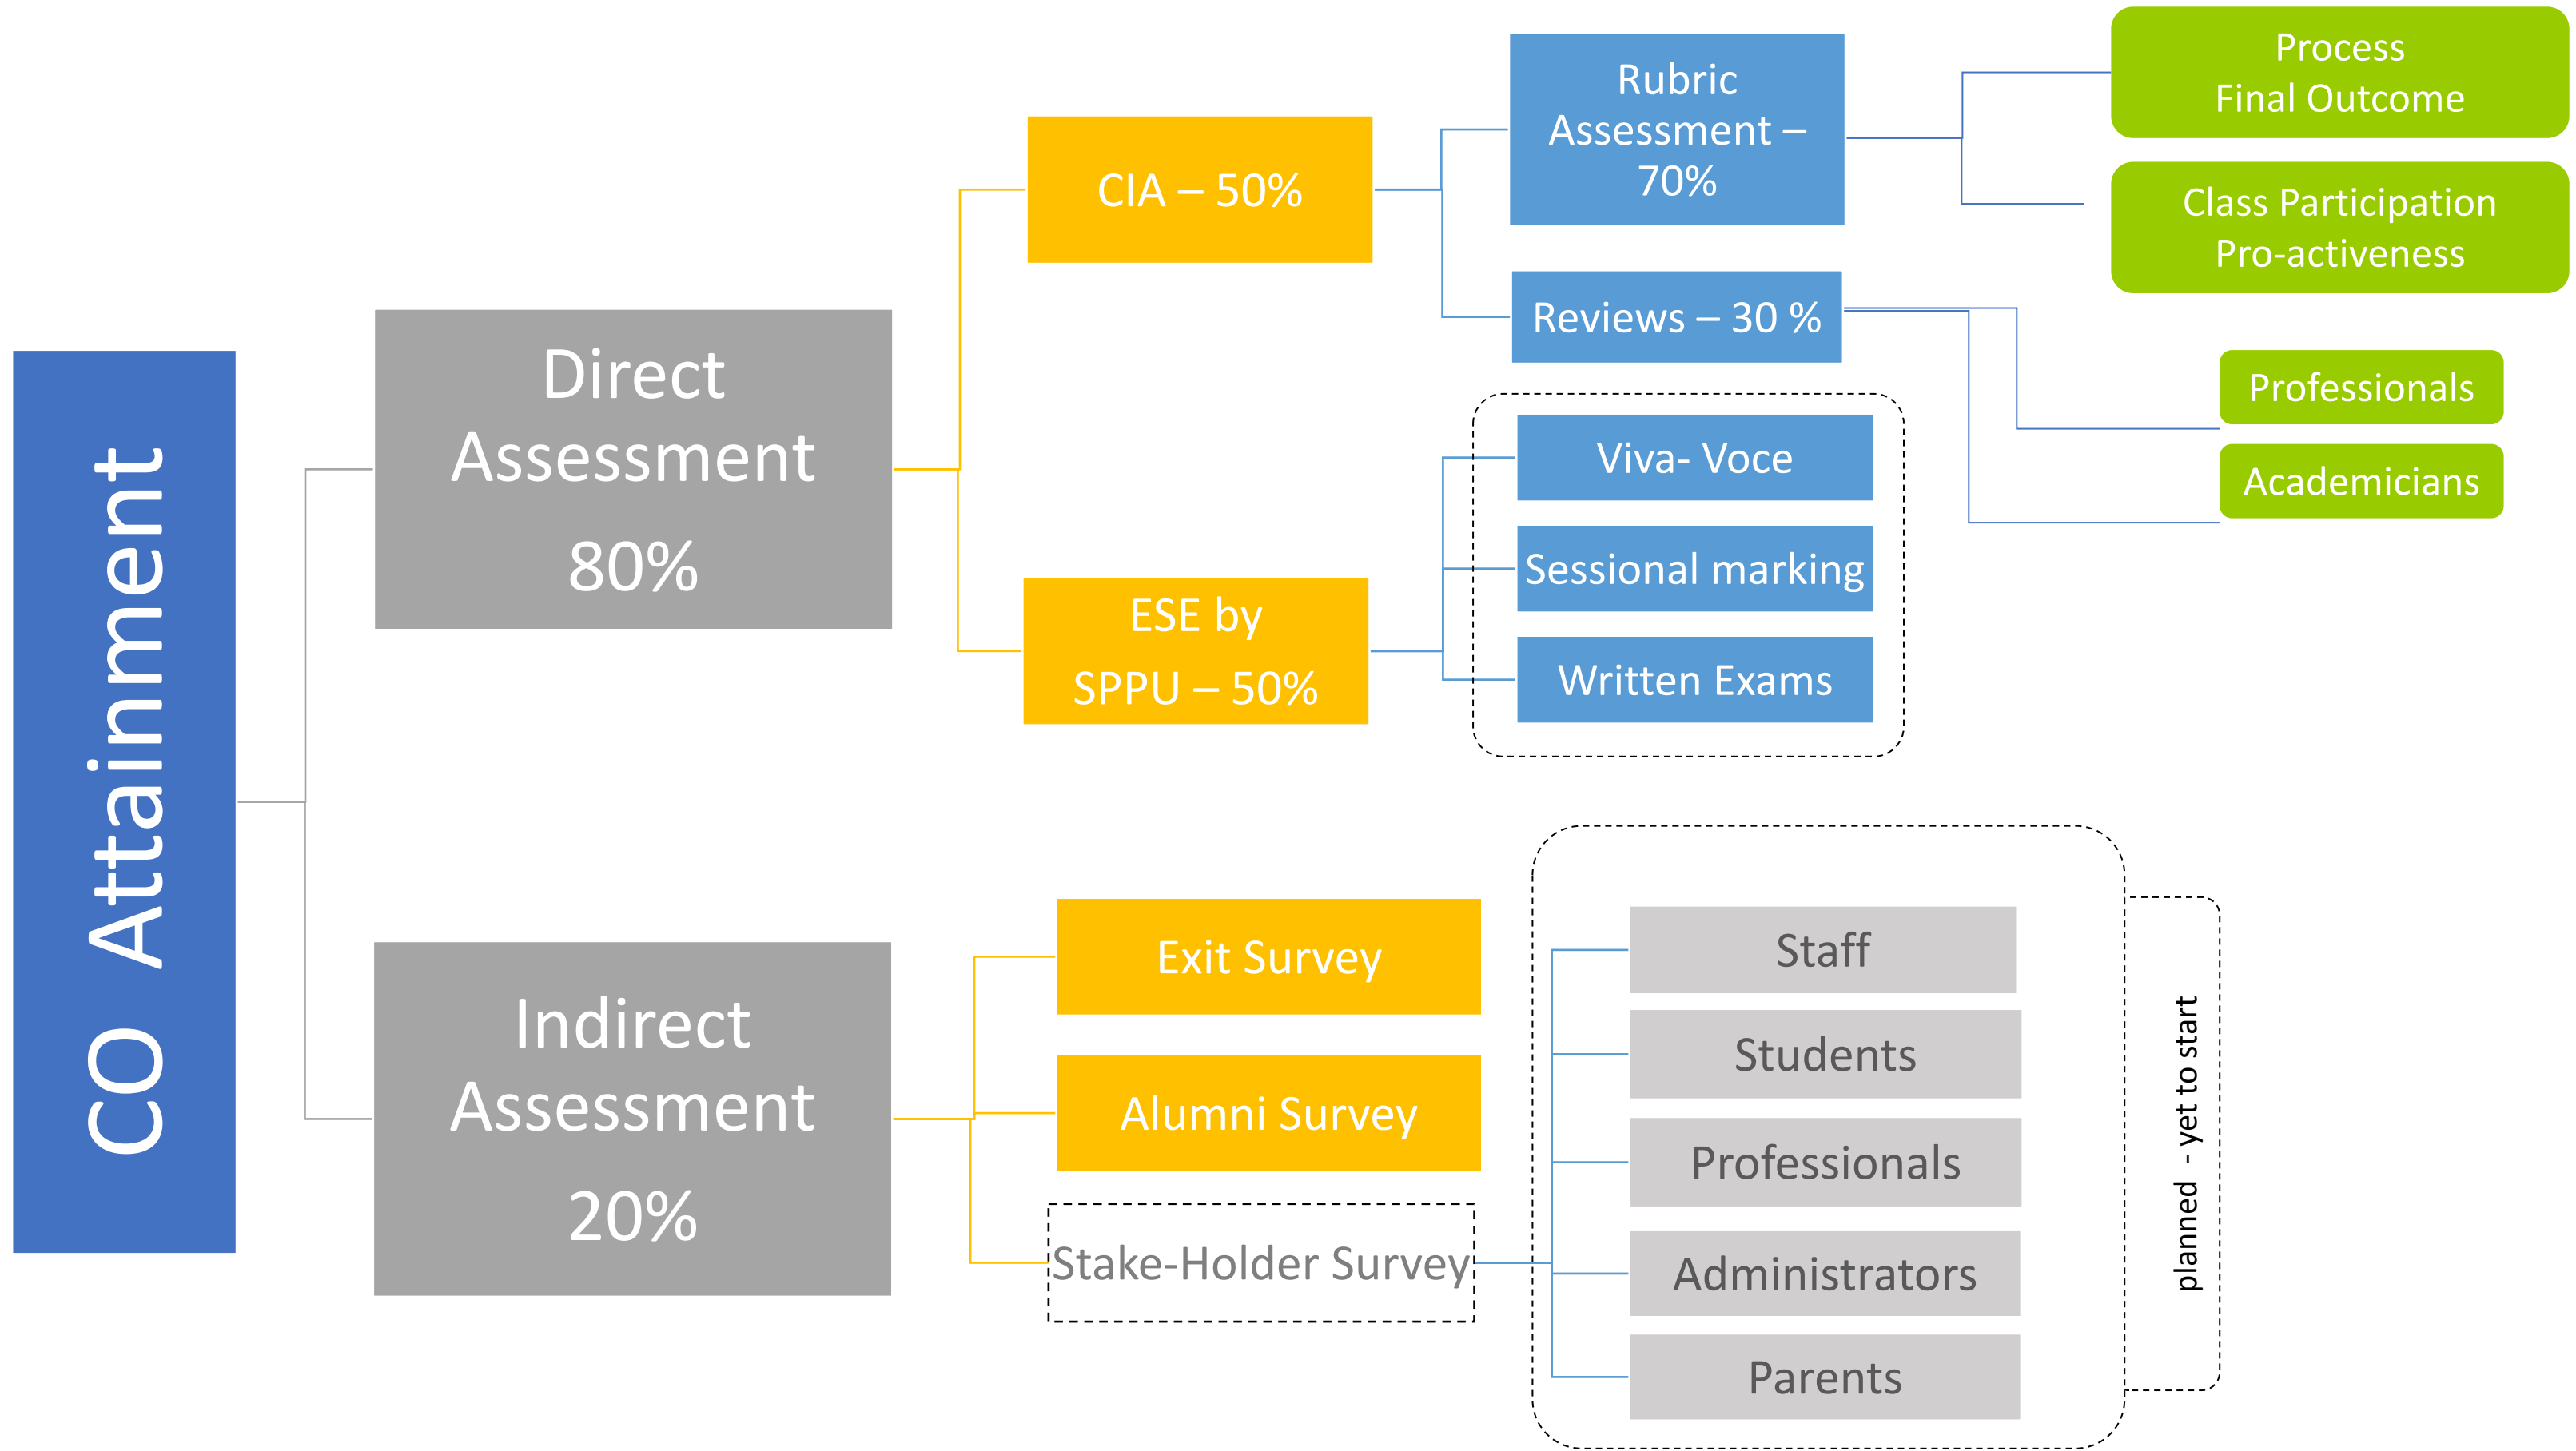 CO Attainment
Direct
Assessment
80%
CIA – 50%
Rubric
Assessment –
70%
Process
Final Outcome
Class Participation
Pro-activeness
Reviews – 30 %
Professionals
Academicians
ESE by
SPPU – 50%
Viva- Voce
Sessional marking
Written Exams
Indirect
Assessment
20%
Exit Survey
Alumni Survey
Stake-Holder Survey
Staff
Students
Professionals
Administrators
Parents
planned - yet to start